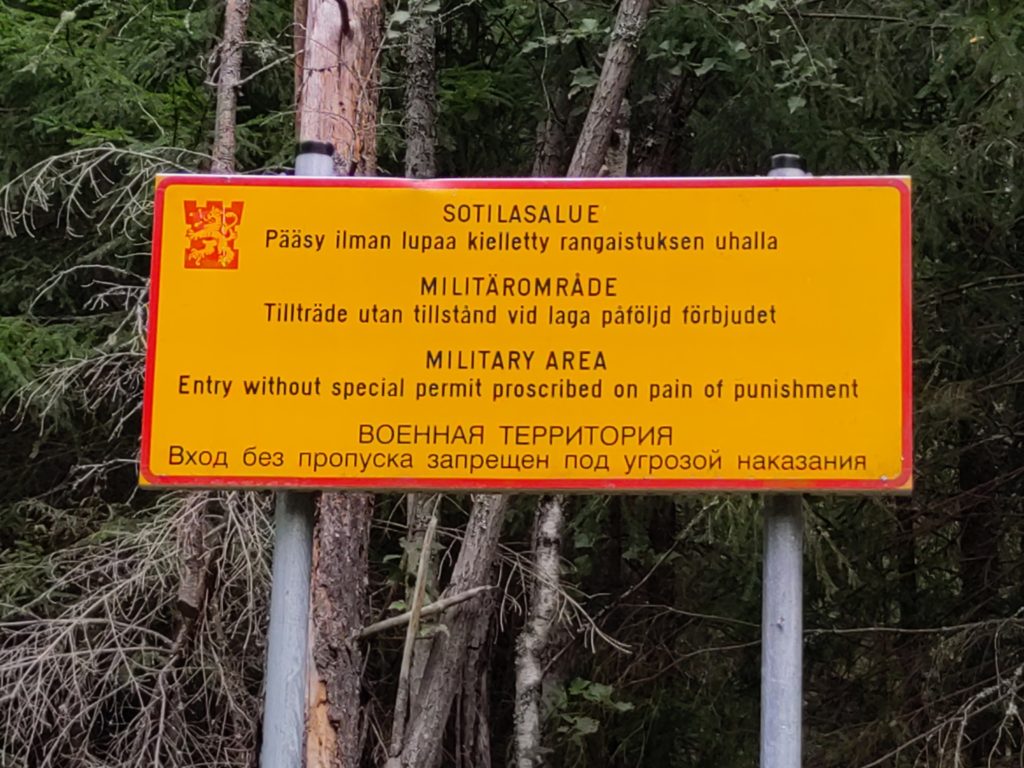 SOTILASALUE
Pääsy ilman lupaa kielletty rangaistuksen uhalla
MILITÄROMRÅDE
Tillträde utan tillstånd vid laga påföljd förbjudet
MILITARY AREA
Entry without special permit proscribed on pain of punishment
ВОЕННАЯ ТЕРРИТОРИЯ
Вход без пропуска запрещен под угрозой наказания